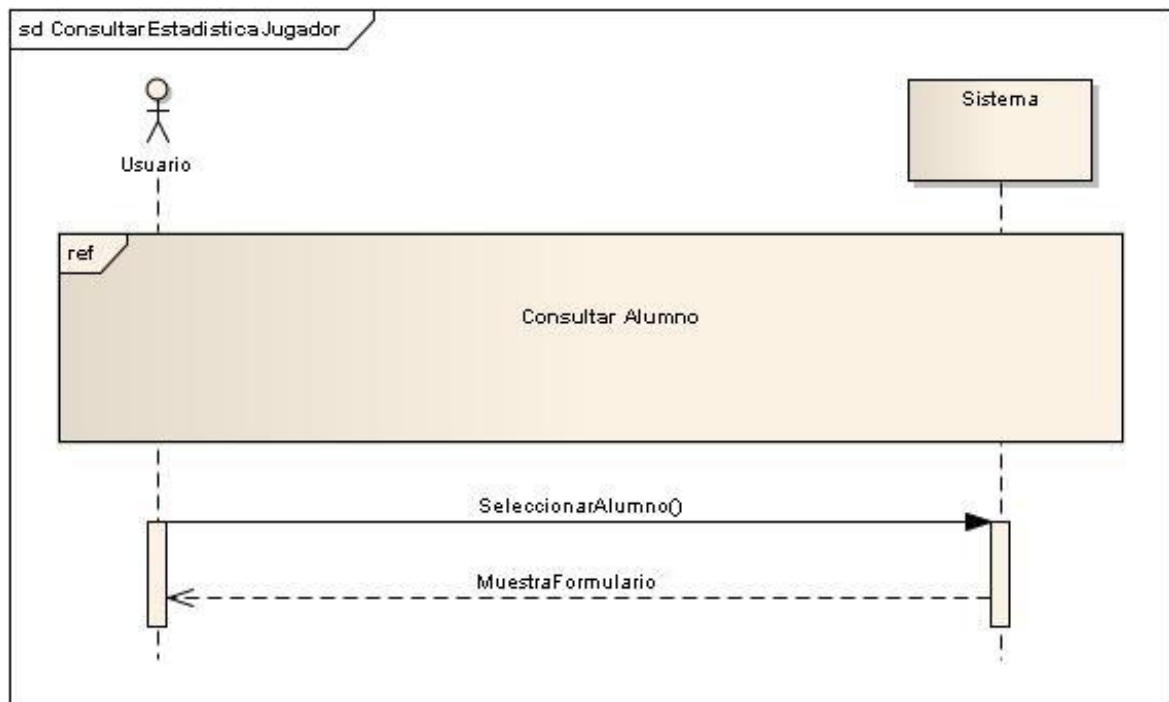 sd ConsultarEstadisticaJugador
Usuario
Sistema
ref
Consultar Alumno
SeleccionarAlumno()
MuestraFormulario